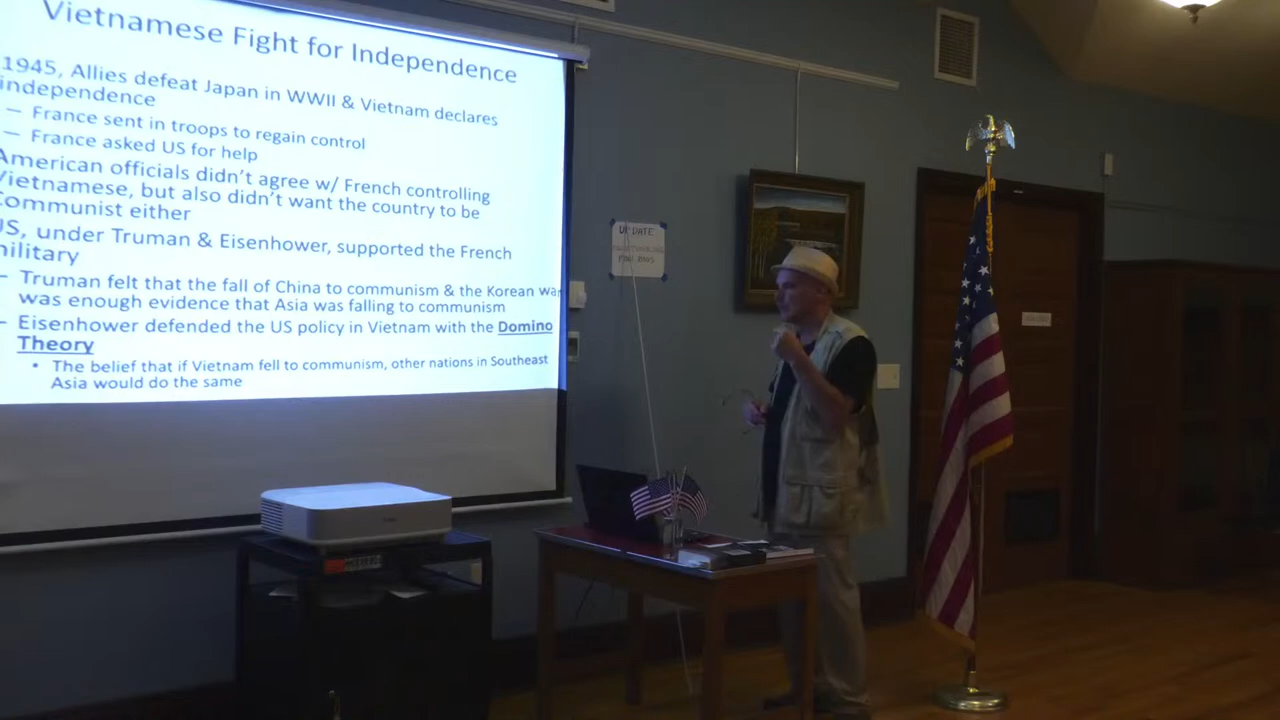 Vietnamese Fight for Independence
1945, Allies defeat Japan in WWII & Vietnam declares
independence
– France sent in troops to regain control
– France asked US for help
American officials didn't agree w/ French controlling
Vietnamese, but also didn't want the country to be
Communist either
US, under Truman & Eisenhower, supported the French
military
– Truman felt that the fall of China to communism & the Korean war
was enough evidence that Asia was falling to communism
– Eisenhower defended the US policy in Vietnam with the Domino
Theory
• The belief that if Vietnam fell to communism, other nations in Southeast
Asia would do the same
UPDATE